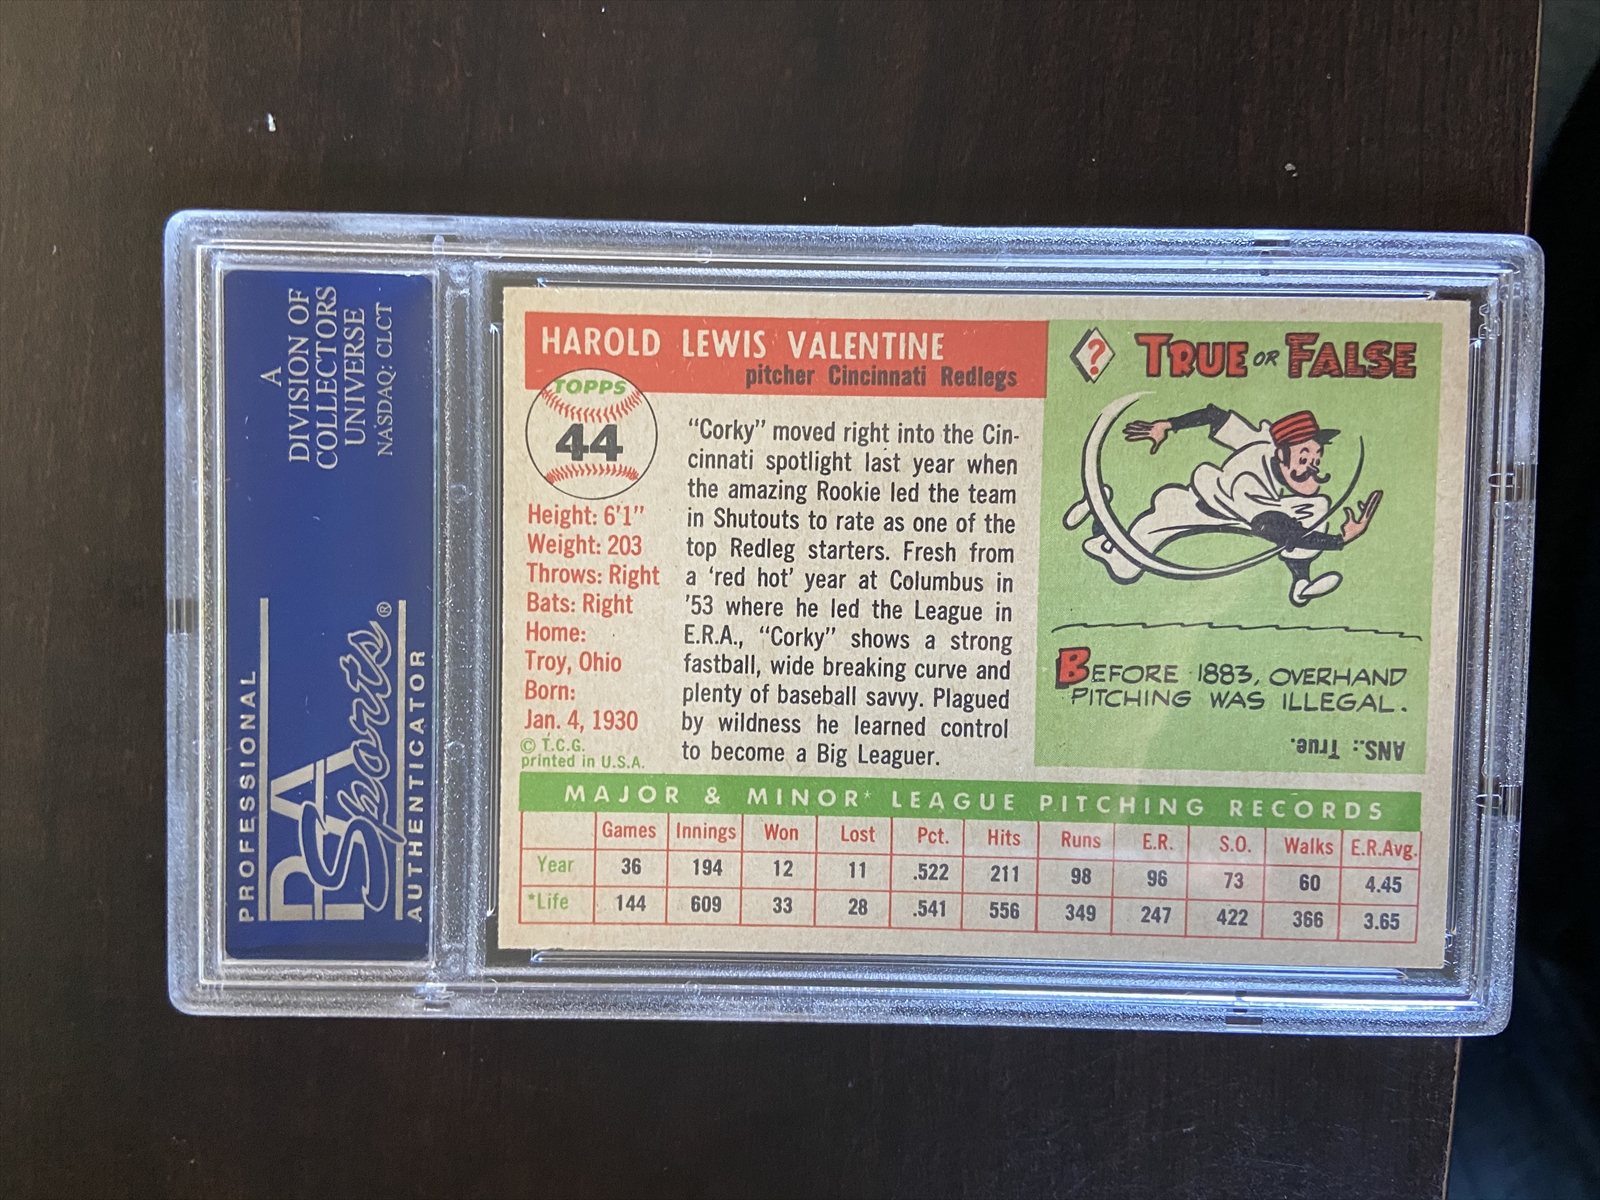 A
DIVISION OF
COLLECTORS
UNIVERSE
NASDAQ: CLCT
PROFESSIONAL
PSA
Sports®
AUTHENTICATOR
HAROLD LEWIS VALENTINE
pitcher Cincinnati Redlegs
TOPPS
44
Height: 6'1"
Weight: 203
Throws: Right
Bats: Right
Home:
Troy, Ohio
Born:
Jan. 4, 1930
© T.C.G.
printed in U.S.A.
"Corky" moved right into the Cin-
cinnati spotlight last year when
the amazing Rookie led the team
in Shutouts to rate as one of the
top Redleg starters. Fresh from
a 'red hot' year at Columbus in
'53 where he led the League in
E.R.A., "Corky" shows a strong
fastball, wide breaking curve and
plenty of baseball savvy. Plagued
by wildness he learned control
to become a Big Leaguer.
? TRUE OR FALSE
BEFORE 1883, OVERHAND
PITCHING WAS ILLEGAL.
ANS.: True.
MAJOR & MINOR* LEAGUE PITCHING RECORDS
Games Innings Won Lost Pct. Hits Runs E.R. S.O. Walks E.R.Avg.
Year 36 194 12 11 .522 211 98 96 73 60 4.45
*Life 144 609 33 28 .541 556 349 247 422 366 3.65